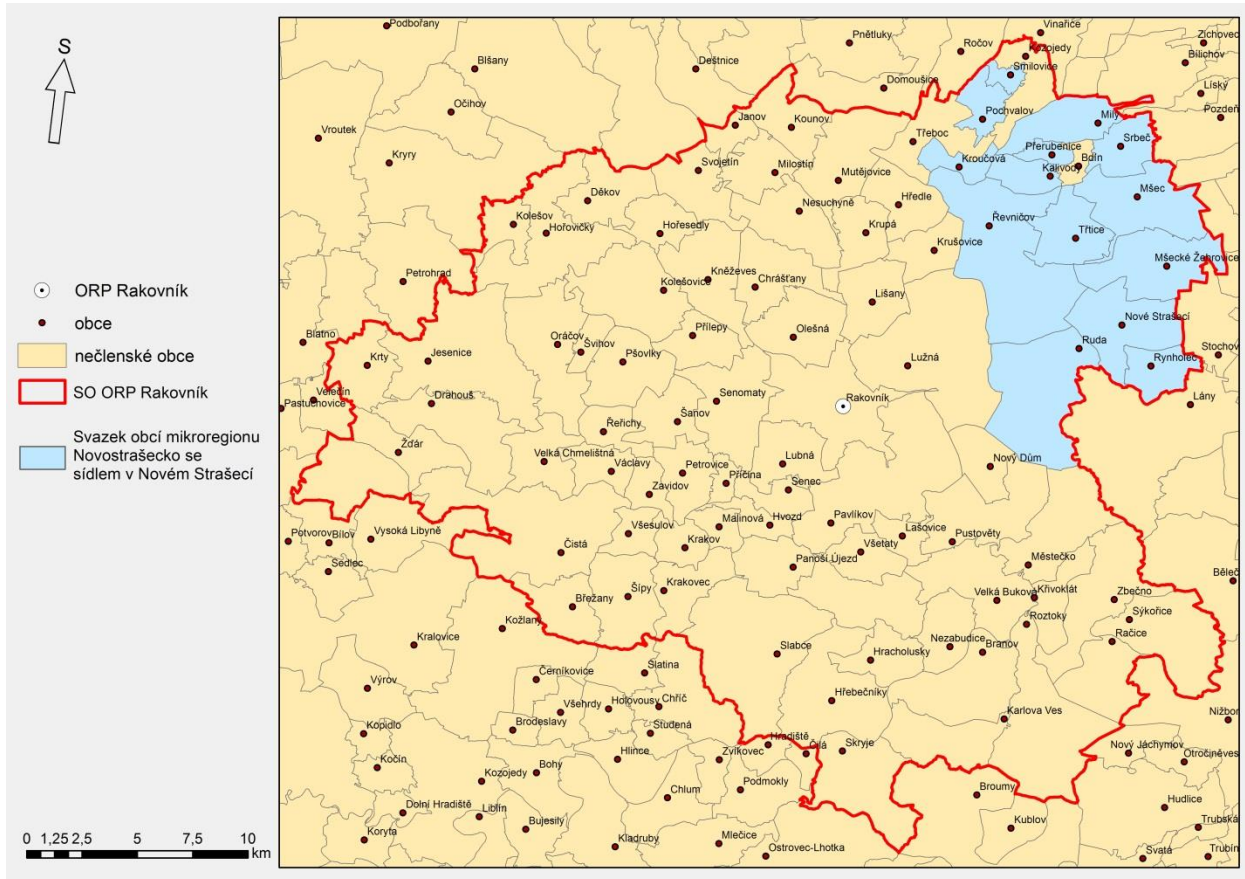 S
ORP Rakovník
obce
nečlenské obce
SO ORP Rakovník
Svazek obcí mikroregionu
Novostrašecko se
sídlem v Novém Strašecí
0 1,25 2,5 5 7,5 10
km
Podbořany
Pnětluky
Ročov
Vinařice
Zichovec
Kozojedy
Bílichov
Blšany
Deštnice
Smilovice
Domoušice
Líský
Očihov
Pochvalov
Pozdeň
Janov
Kounov
Milý
Vroutek
Třeboc
Srbeč
Kryry
Přerubenice
Svojetín
Milostín
Kroučová
Bdín
Kalivody
Mutějovice
Děkov
Mšec
Nesuchyně
Hředle
Kolešov
Hořovičky
Hořesedly
Krupá
Řevničov
Třtice
Krušovice
Mšecké Žehrovice
Petrohrad
Kněževes
Kolešovice
Chrášťany
Lišany
Nové Strašecí
Blatno
Oráčov
Švihov
Přílepy
Olešná
Ruda
Stochov
Krty
Jesenice
Pšovlky
Lužná
Rynholec
Velečín
Pastuchovice
Drahouš
Senomaty
Rakovník
Lány
Řeřichy
Šanov
Žďár
Velká Chmelištná
Václavy
Petrovice
Lubná
Nový Dům
Zavidov
Příčina
Senec
Všesulov
Malinová
Hvozd
Pavlíkov
Lašovice
Potvorov
Bílov
Vysoká Libyně
Čistá
Krakov
Všetaty
Pustověty
Sedlec
Panoší Újezd
Městečko
Běleč
Břežany
Šípy
Krakovec
Velká Buková
Křivoklát
Zbečno
Sýkořice
Kožlany
Roztoky
Račice
Kralovice
Slabce
Hracholusky
Nezabudice
Branov
Černíkovice
Slatina
Výrov
Hřebečníky
Všehrdy
Holovousy
Chříč
Karlova Ves
Nižbor
Kopidlo
Brodeslavy
Studená
Hradiště
Čilá
Skryje
Nový Jáchymov
Otročiněves
Kočín
Hlince
Zvíkovec
Kozojedy
Bohy
Podmokly
Chlum
Broumy
Hudlice
Dolní Hradiště
Liblín
Bujesily
Kublov
Trubská
Koryta
Kladruby
Mlečice
Ostrovec-Lhotka
Svatá
Trubín